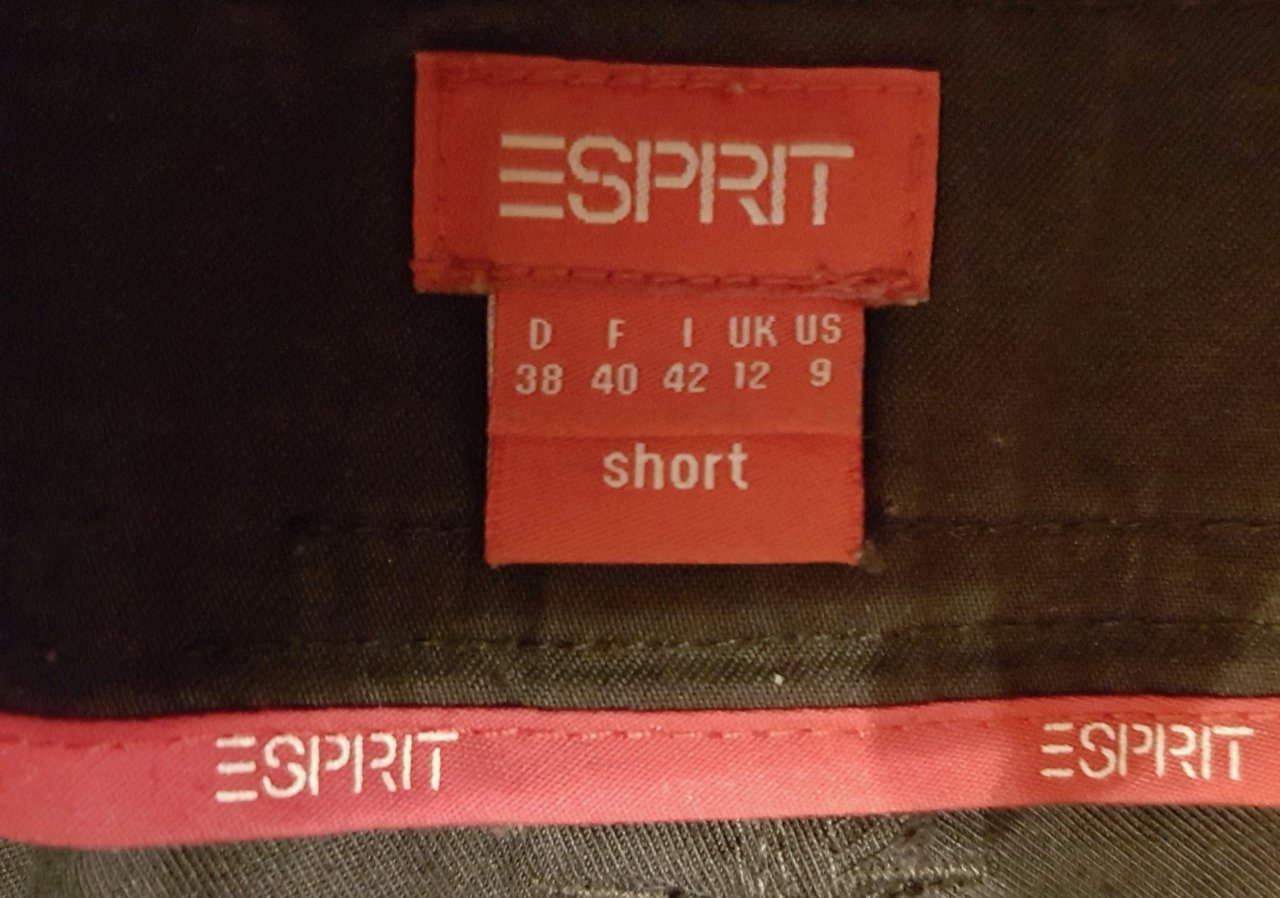 ESPRIT
D F I UK US
38 40 42 12 9
short
ESPRIT ESPRIT